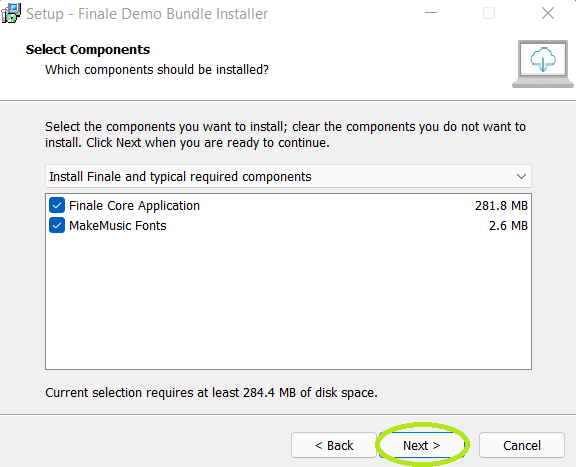 Setup - Finale Demo Bundle Installer
Select Components
Which components should be installed?
Select the components you want to install; clear the components you do not want to
install. Click Next when you are ready to continue.
Install Finale and typical required components
Finale Core Application 281.8 MB
MakeMusic Fonts 2.6 MB
Current selection requires at least 284.4 MB of disk space.
< Back Next > Cancel